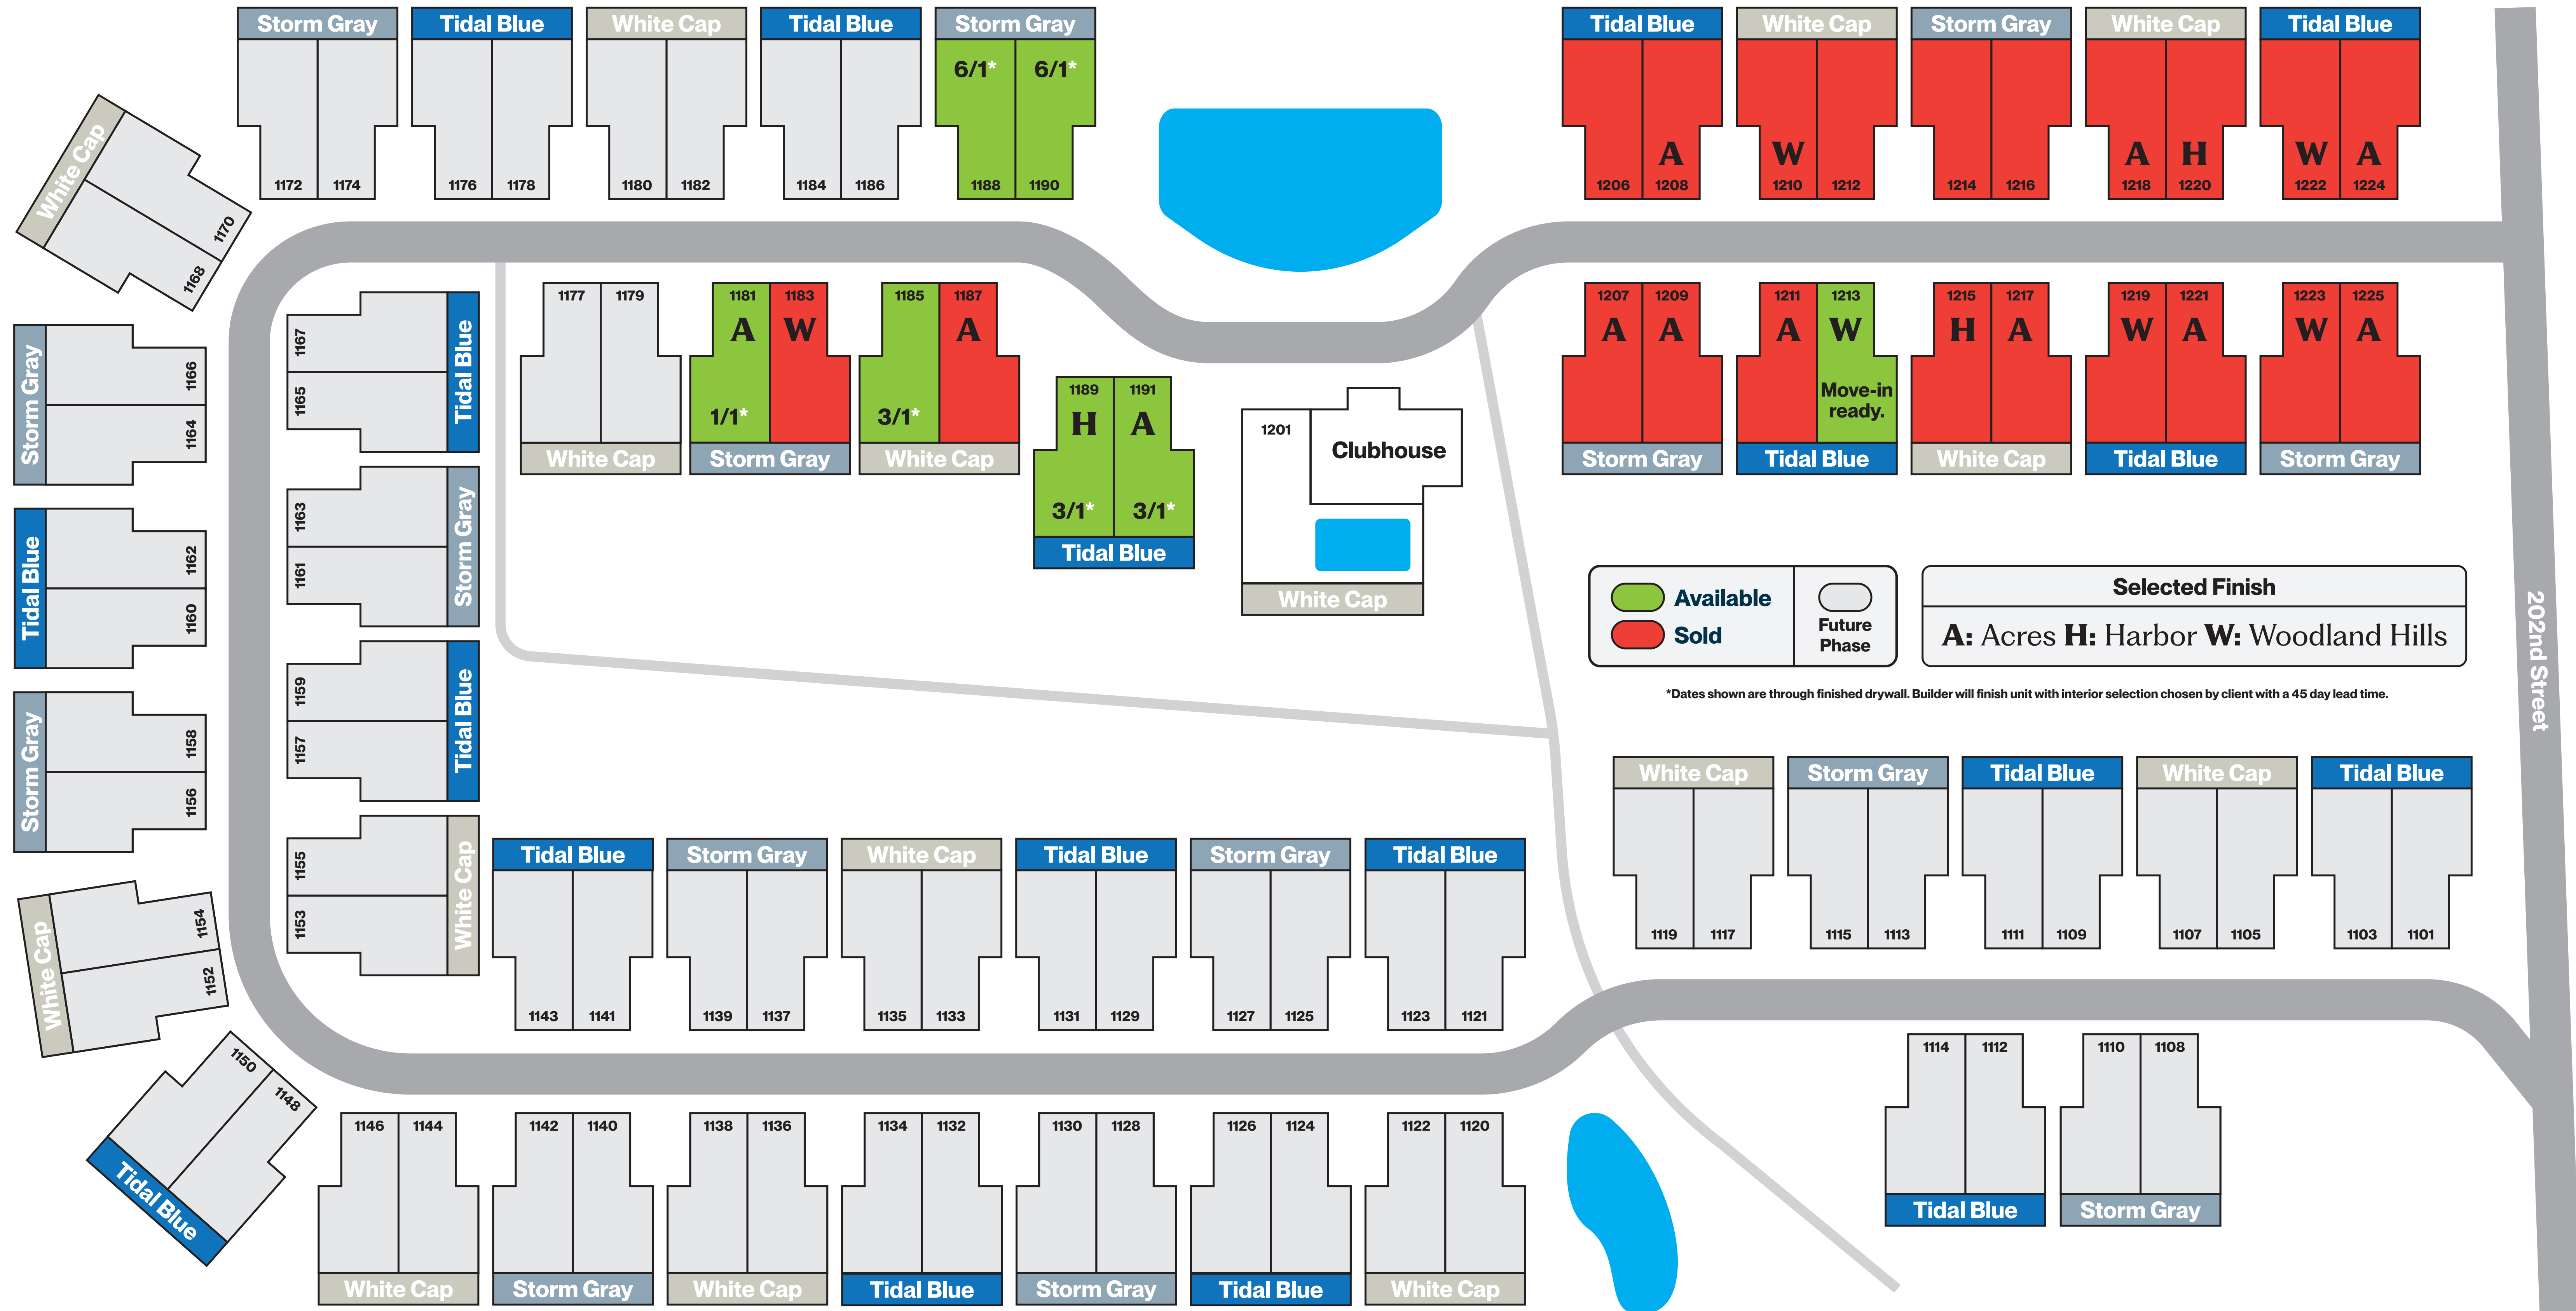 Storm Gray
Tidal Blue
White Cap
Tidal Blue
Storm Gray
6/1* 6/1*
1172 1174
1176 1178
1180 1182
1184 1186
1188 1190
Tidal Blue
White Cap
Storm Gray
White Cap
Tidal Blue
A
W
A H
W A
1206 1208
1210 1212
1214 1216
1218 1220
1222 1224
White Cap
1170
1168
Storm Gray
1166
1164
Tidal Blue
1162
1160
Storm Gray
1158
1156
White Cap
1154
1152
1150
1148
Tidal Blue
1167
1165
Tidal Blue
1163
1161
Storm Gray
1159
1157
Tidal Blue
1155
1153
White Cap
1177 1179
White Cap
1181 1183
A W
1/1*
Storm Gray
1185 1187
A
3/1*
White Cap
1189 1191
H A
3/1* 3/1*
Tidal Blue
1201
Clubhouse
White Cap
1207 1209
A A
Storm Gray
1211 1213
A W
Move-in
ready.
Tidal Blue
1215 1217
H A
White Cap
1219 1221
W A
Tidal Blue
1223 1225
W A
Storm Gray
Available
Sold
Future
Phase
Selected Finish
A: Acres H: Harbor W: Woodland Hills
*Dates shown are through finished drywall. Builder will finish unit with interior selection chosen by client with a 45 day lead time.
202nd Street
White Cap
Storm Gray
Tidal Blue
White Cap
Tidal Blue
1119 1117
1115 1113
1111 1109
1107 1105
1103 1101
Tidal Blue
Storm Gray
White Cap
Tidal Blue
Storm Gray
Tidal Blue
1143 1141
1139 1137
1135 1133
1131 1129
1127 1125
1123 1121
1114 1112
1110 1108
Tidal Blue
Storm Gray
1146 1144
1142 1140
1138 1136
1134 1132
1130 1128
1126 1124
1122 1120
White Cap
Storm Gray
White Cap
Tidal Blue
Storm Gray
Tidal Blue
White Cap